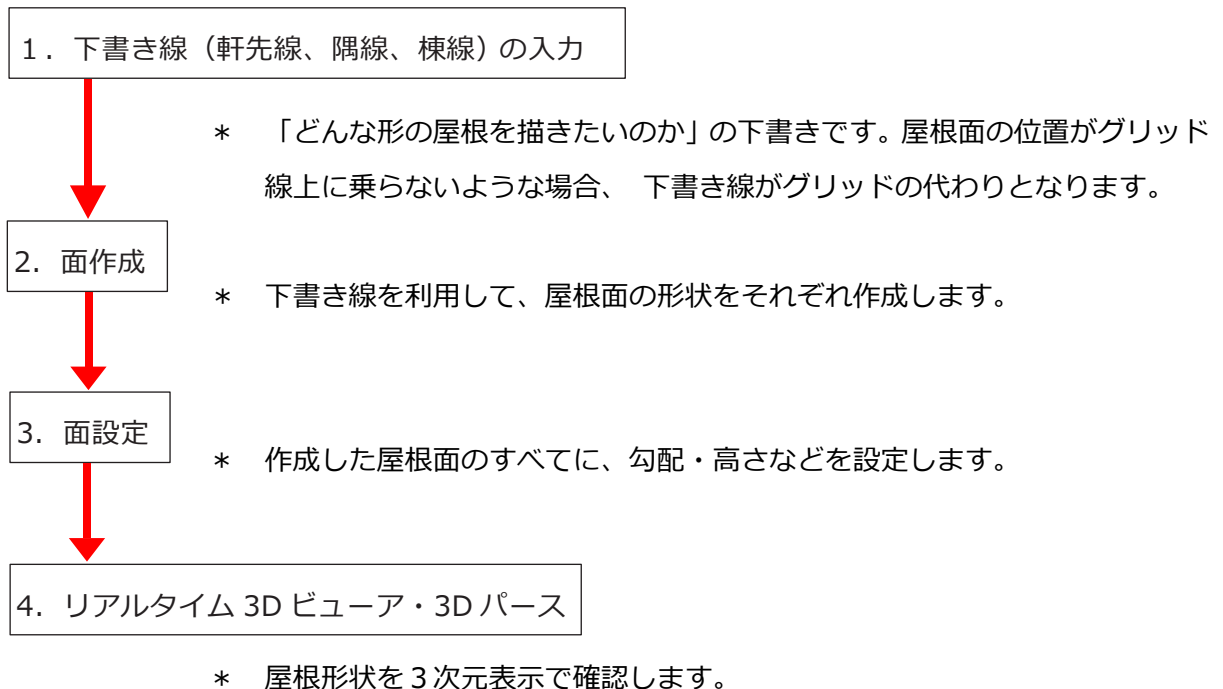 １．下書き線（軒先線、隅線、棟線）の入力
＊ 「どんな形の屋根を描きたいのか」の下書きです。屋根面の位置がグリッド
線上に乗らないような場合、 下書き線がグリッドの代わりとなります。
2．面作成
＊ 下書き線を利用して、屋根面の形状をそれぞれ作成します。
3．面設定
＊ 作成した屋根面のすべてに、勾配・高さなどを設定します。
4．リアルタイム 3D ビューア・3D パース
＊ 屋根形状を３次元表示で確認します。